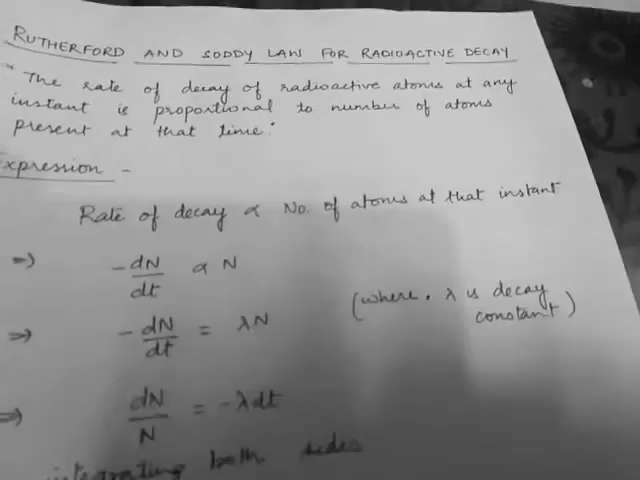 RUTHERFORD AND SODDY LAW FOR RADIOACTIVE DECAY
" The rate of decay of radioactive atoms at any
instant is proportional to number of atoms
present at that time."
Expression -
Rate of decay ∝ No. of atoms at that instant
=) -dN/dt ∝ N
=) -dN/dt = λN (where, λ is decay constant)
=) dN/N = -λdt
integrating both sides